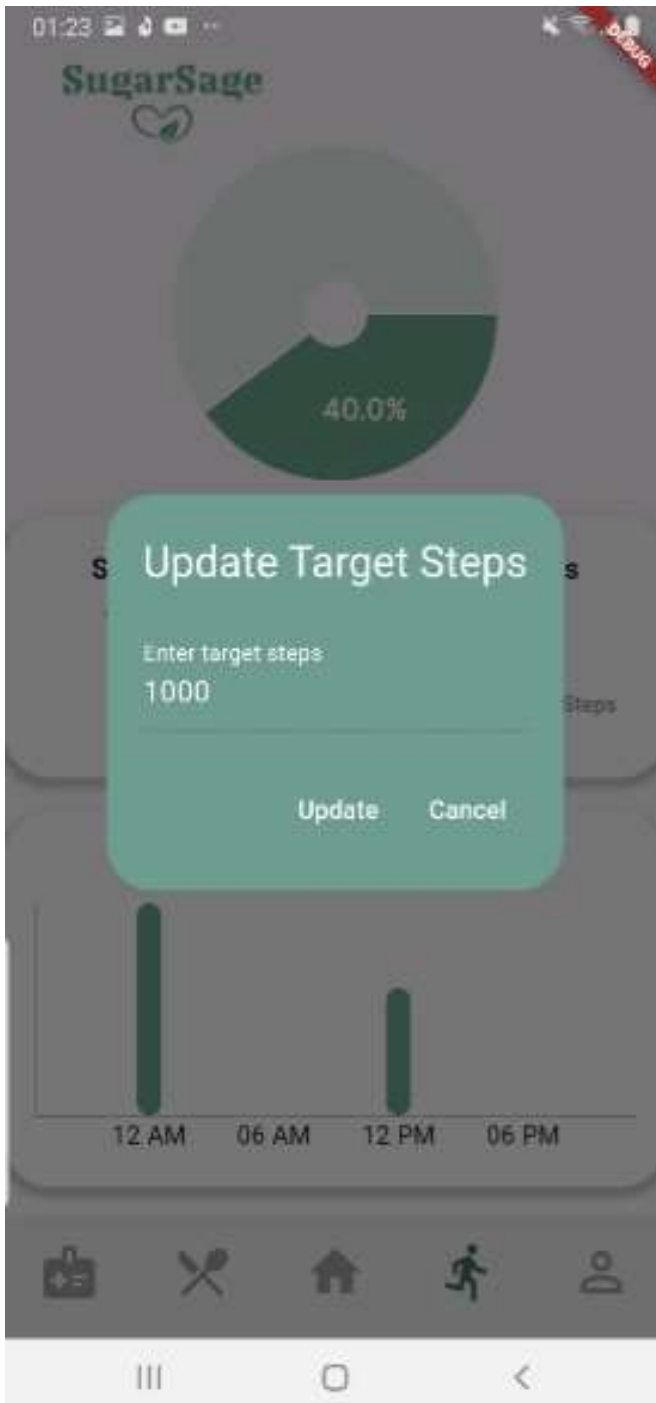 01:23
DEBUG
SugarSage
40.0%
S
s
Update Target Steps
Enter target steps
1000
Steps
Update Cancel
12 AM 06 AM 12 PM 06 PM